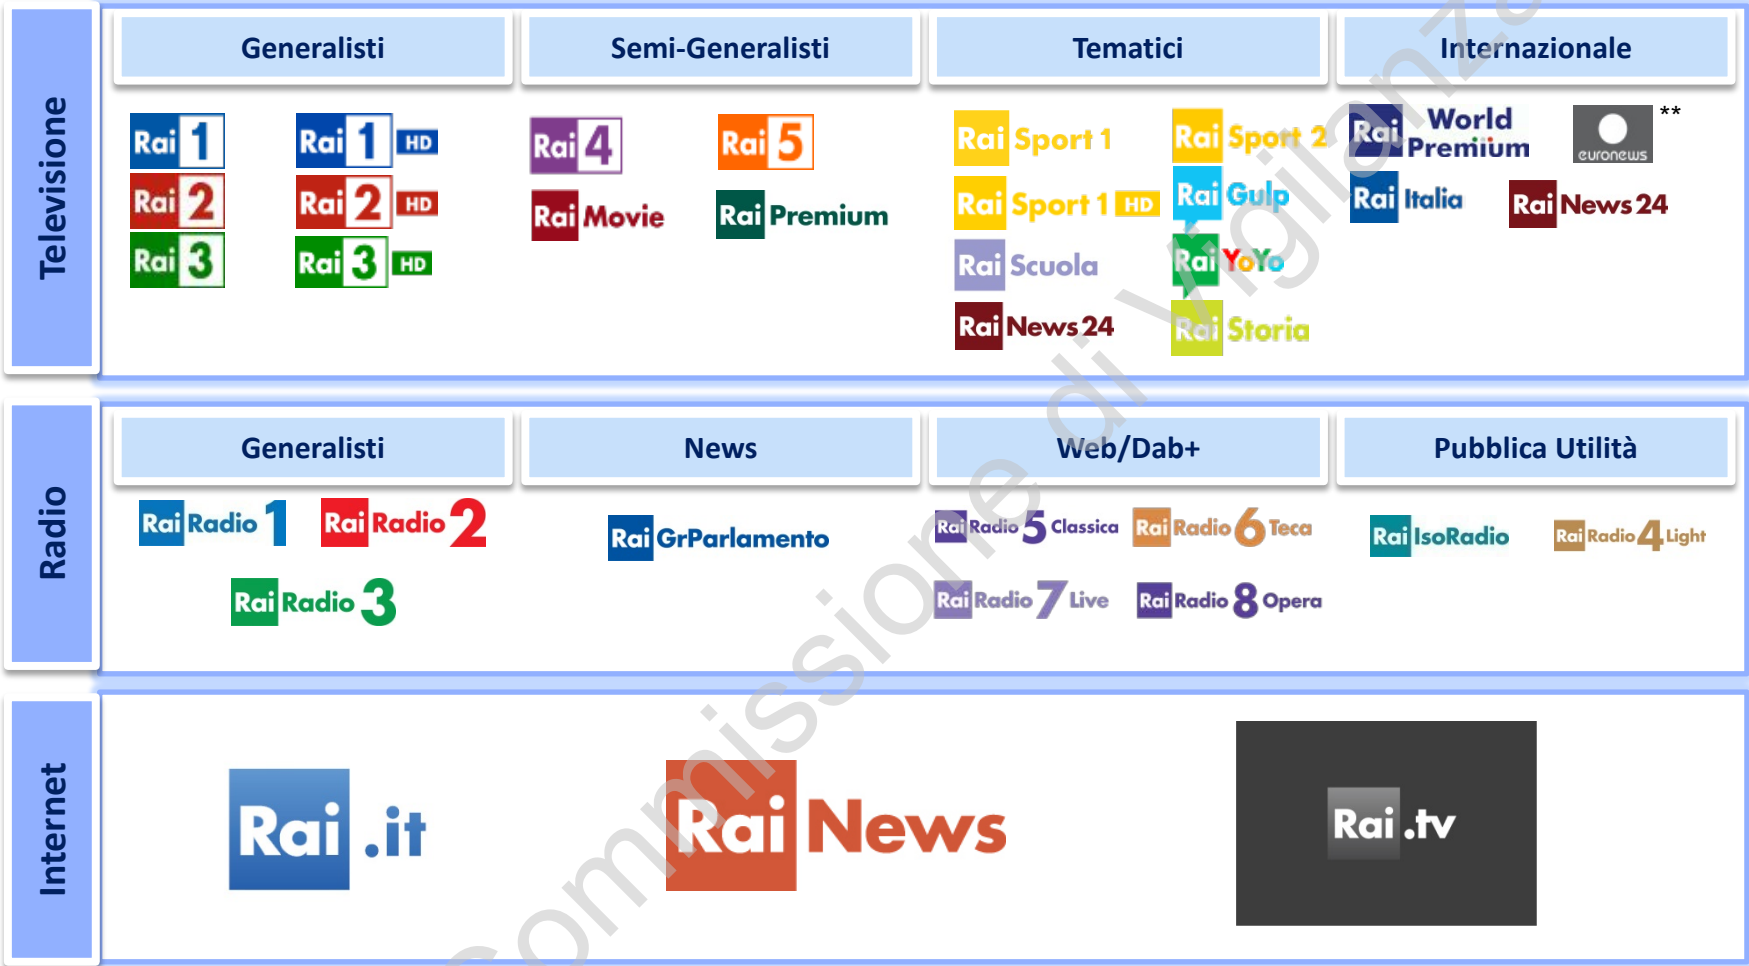 Televisione
Generalisti
Semi-Generalisti
Tematici
Internazionale
Rai 1
Rai 1 HD
Rai 2
Rai 2 HD
Rai 3
Rai 3 HD
Rai 4
Rai 5
Rai Movie
Rai Premium
Rai Sport 1
Rai Sport 2
Rai Sport 1 HD
Rai Gulp
Rai Scuola
Rai YoYo
Rai News 24
Rai Storia
Rai World Premium
euronews **
Rai Italia
Rai News 24
Radio
Generalisti
News
Web/Dab+
Pubblica Utilità
Rai Radio 1
Rai Radio 2
Rai Radio 3
Rai GrParlamento
Rai Radio 5 Classica
Rai Radio 6 Teca
Rai Radio 7 Live
Rai Radio 8 Opera
Rai IsoRadio
Rai Radio 4 Light
Internet
Rai .it
Rai News
Rai .tv
Commissione di Vigilanza